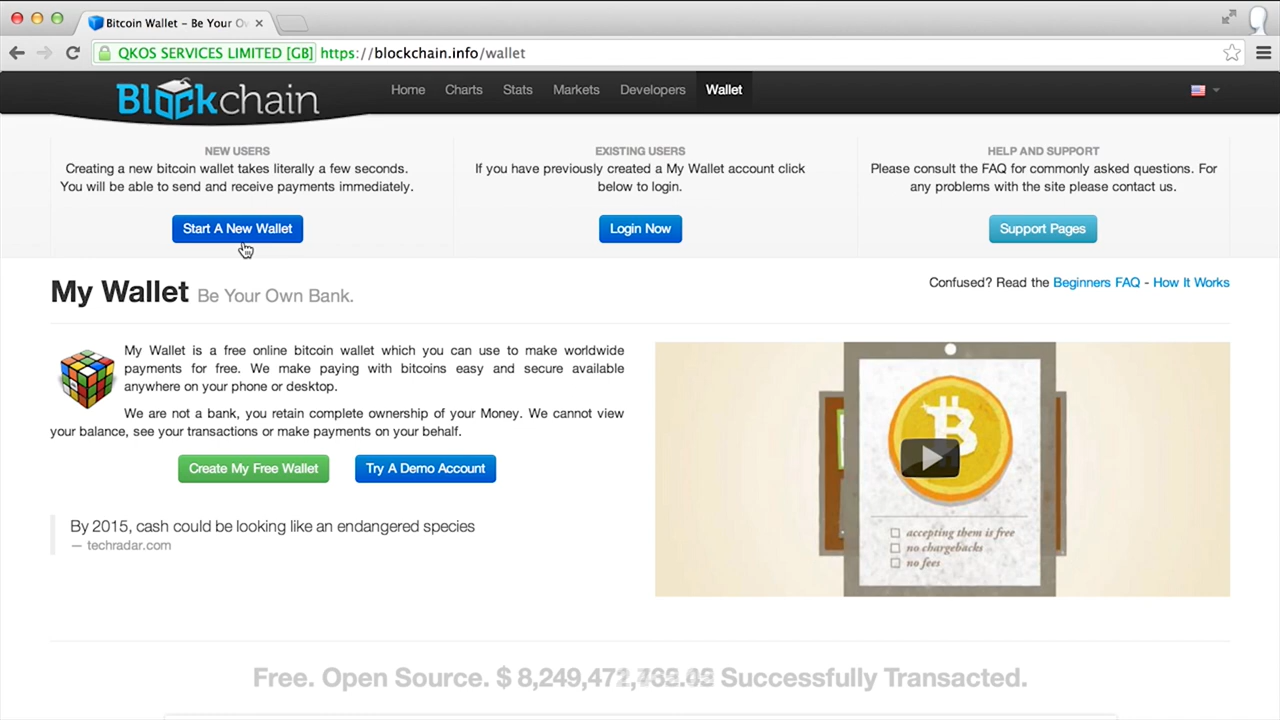 Bitcoin Wallet - Be Your Ow
QKOS SERVICES LIMITED [GB] https://blockchain.info/wallet
Blockchain
Home Charts Stats Markets Developers Wallet
NEW USERS
Creating a new bitcoin wallet takes literally a few seconds.
You will be able to send and receive payments immediately.
Start A New Wallet
EXISTING USERS
If you have previously created a My Wallet account click
below to login.
Login Now
HELP AND SUPPORT
Please consult the FAQ for commonly asked questions. For
any problems with the site please contact us.
Support Pages
My Wallet Be Your Own Bank.
Confused? Read the Beginners FAQ - How It Works
My Wallet is a free online bitcoin wallet which you can use to make worldwide
payments for free. We make paying with bitcoins easy and secure available
anywhere on your phone or desktop.
We are not a bank, you retain complete ownership of your Money. We cannot view
your balance, see your transactions or make payments on your behalf.
Create My Free Wallet
Try A Demo Account
By 2015, cash could be looking like an endangered species
— techradar.com
B
accepting them is free
no chargebacks
no fees
Free. Open Source. $ Successfully Transacted.